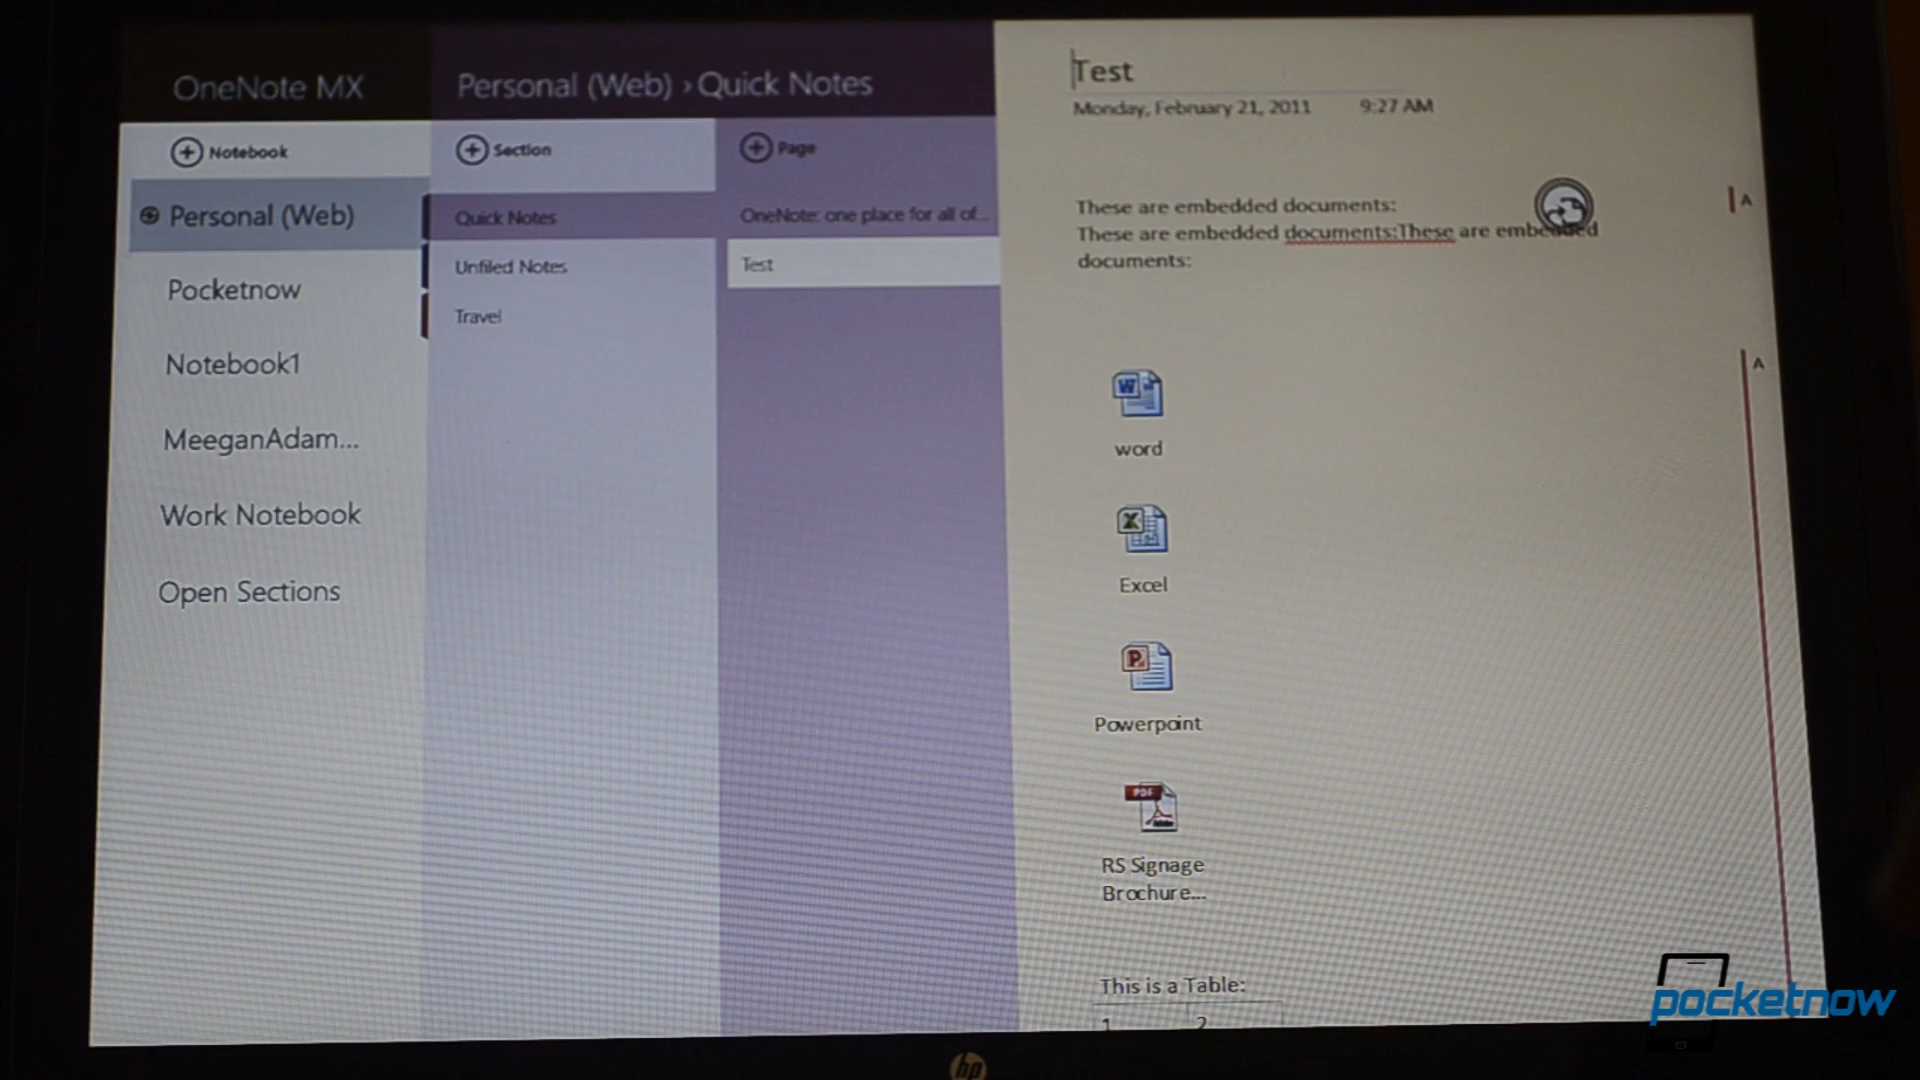 OneNote MX
Personal (Web) › Quick Notes
Notebook
Personal (Web)
Pocketnow
Notebook1
MeeganAdam...
Work Notebook
Open Sections
Section
Quick Notes
Unfiled Notes
Travel
Page
OneNote: one place for all of...
Test
Test
Monday, February 21, 2011 9:27 AM
These are embedded documents:
These are embedded documents:These are embedded
documents:
A
A
W
word
X
Excel
P
Powerpoint
PDF
Adobe
RS Signage
Brochure...
This is a Table:
1 2
pocketnow
hp